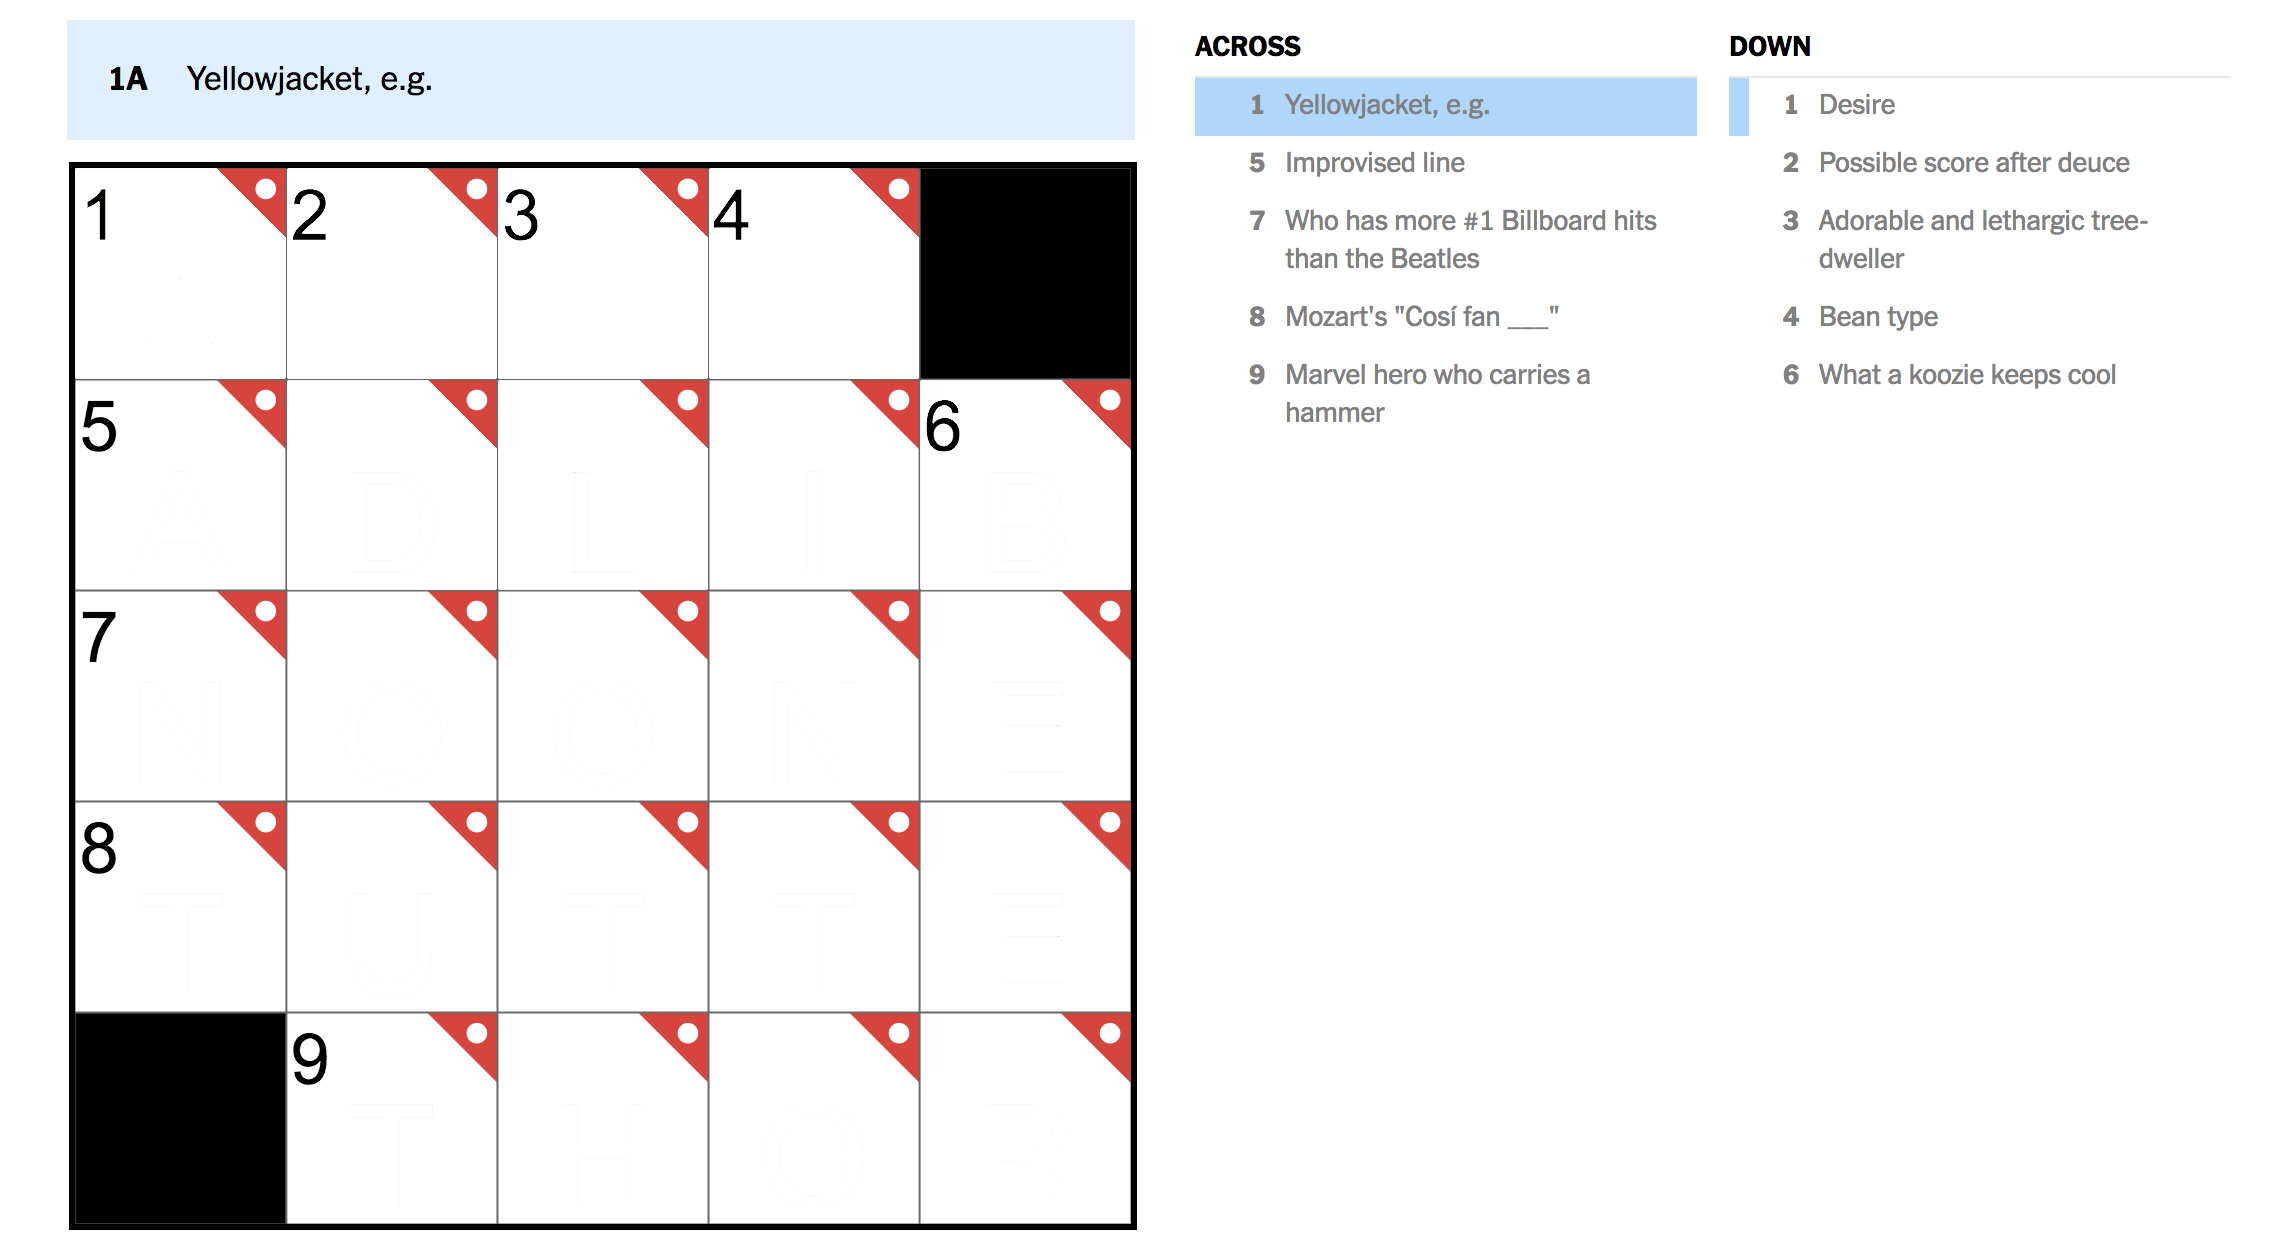 1A Yellowjacket, e.g.
1 2 3 4
5 6
A D L I B
7
N O O N E
8
T U T T E
9
T H O
ACROSS
1 Yellowjacket, e.g.
5 Improvised line
7 Who has more #1 Billboard hits
than the Beatles
8 Mozart's "Cosí fan ___"
9 Marvel hero who carries a
hammer
DOWN
1 Desire
2 Possible score after deuce
3 Adorable and lethargic tree-
dweller
4 Bean type
6 What a koozie keeps cool